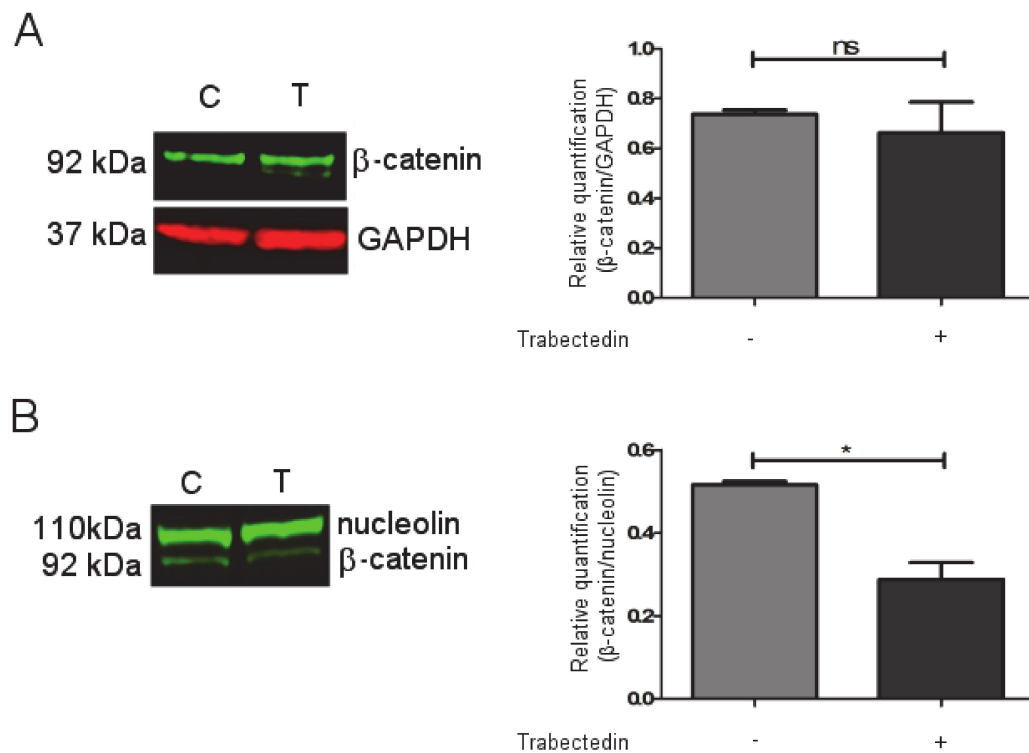 A
C T
92 kDa β-catenin
37 kDa GAPDH
ns
1.0
0.8
0.6
0.4
0.2
0.0
Relative quantification
(β-catenin/GAPDH)
Trabectedin - +
B
C T
110kDa nucleolin
92 kDa β-catenin
*
0.6
0.4
0.2
0.0
Relative quantification
(β-catenin/nucleolin)
Trabectedin - +